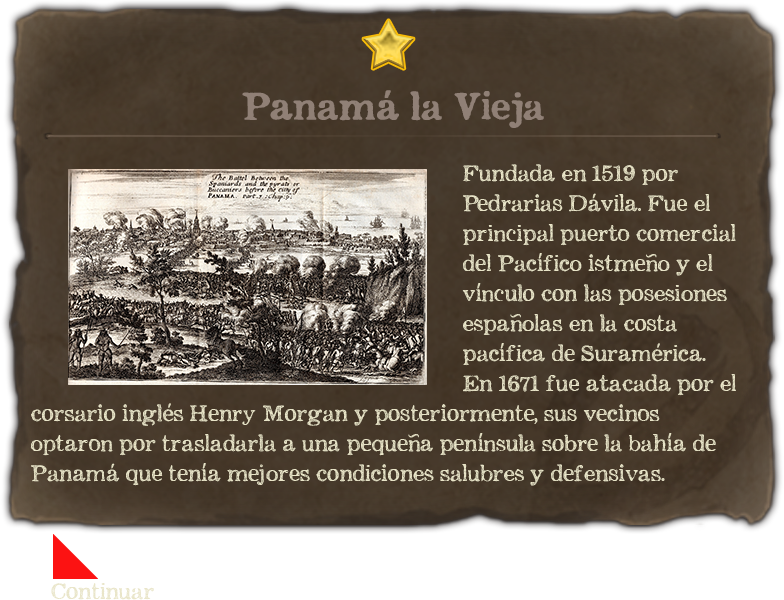 Panamá la Vieja
The Battel Between the
Spaniards and the pyrats or
Buccaniers before the Citty of
PANAMA. Part. 3. Chap. 5.
Fundada en 1519 por
Pedrarias Dávila. Fue el
principal puerto comercial
del Pacífico istmeño y el
vínculo con las posesiones
españolas en la costa
pacífica de Suramérica.
En 1671 fue atacada por el
corsario inglés Henry Morgan y posteriormente, sus vecinos
optaron por trasladarla a una pequeña península sobre la bahía de
Panamá que tenía mejores condiciones salubres y defensivas.
Continuar